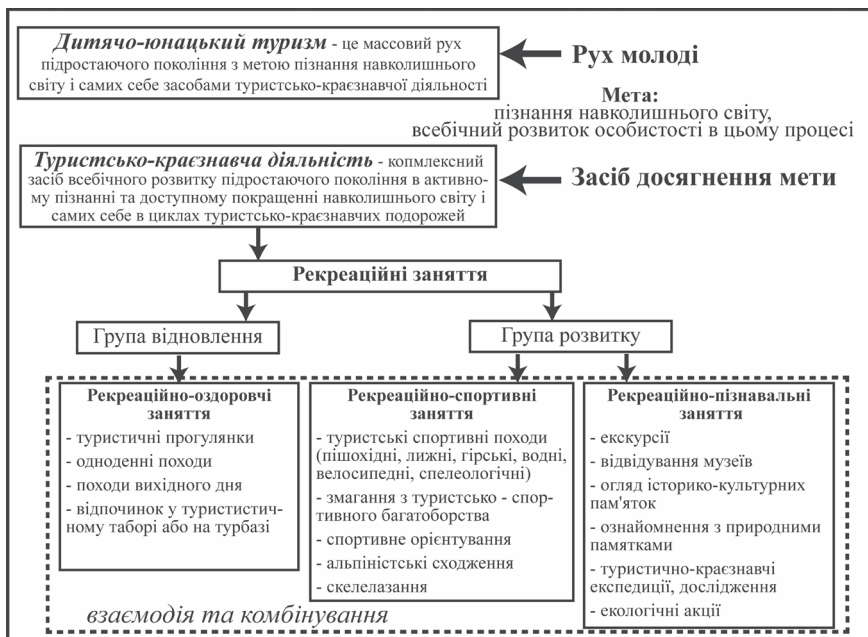 Дитячо-юнацький туризм - це массовий рух
підростаючого покоління з метою пізнання навколишнього
світу і самих себе засобами туристсько-краєзнавчої діяльності
Рух молоді
Мета:
пізнання навколишнього світу,
всебічний розвиток особистості в цьому процесі
Туристсько-краєзнавча діяльність - копмлексний
засіб всебічного розвитку підростаючого покоління в активно-
му пізнанні та доступному покращенні навколишнього світу і
самих себе в циклах туристсько-краєзнавчих подорожей
Засіб досягнення мети
Рекреаційні заняття
Група відновлення
Група розвитку
Рекреаційно-оздоровчі
заняття
- туристичні прогулянки
- одноденні походи
- походи вихідного дня
- відпочинок у туристистич-
ному таборі або на турбазі
Рекреаційно-спортивні
заняття
- туристські спортивні походи
(пішохідні, лижні, гірські, водні,
велосипедні, спелеологічні)
- змагання з туристсько - спор-
тивного багатоборства
- спортивне орієнтування
- альпіністські сходження
- скелелазання
Рекреаційно-пізнавальні
заняття
- екскурсії
- відвідування музеїв
- огляд історико-культурних
пам'яток
- ознайомнення з природними
памятками
- туристично-краєзнавчі
експедиції, дослідження
- екологічні акції
взаємодія та комбінування